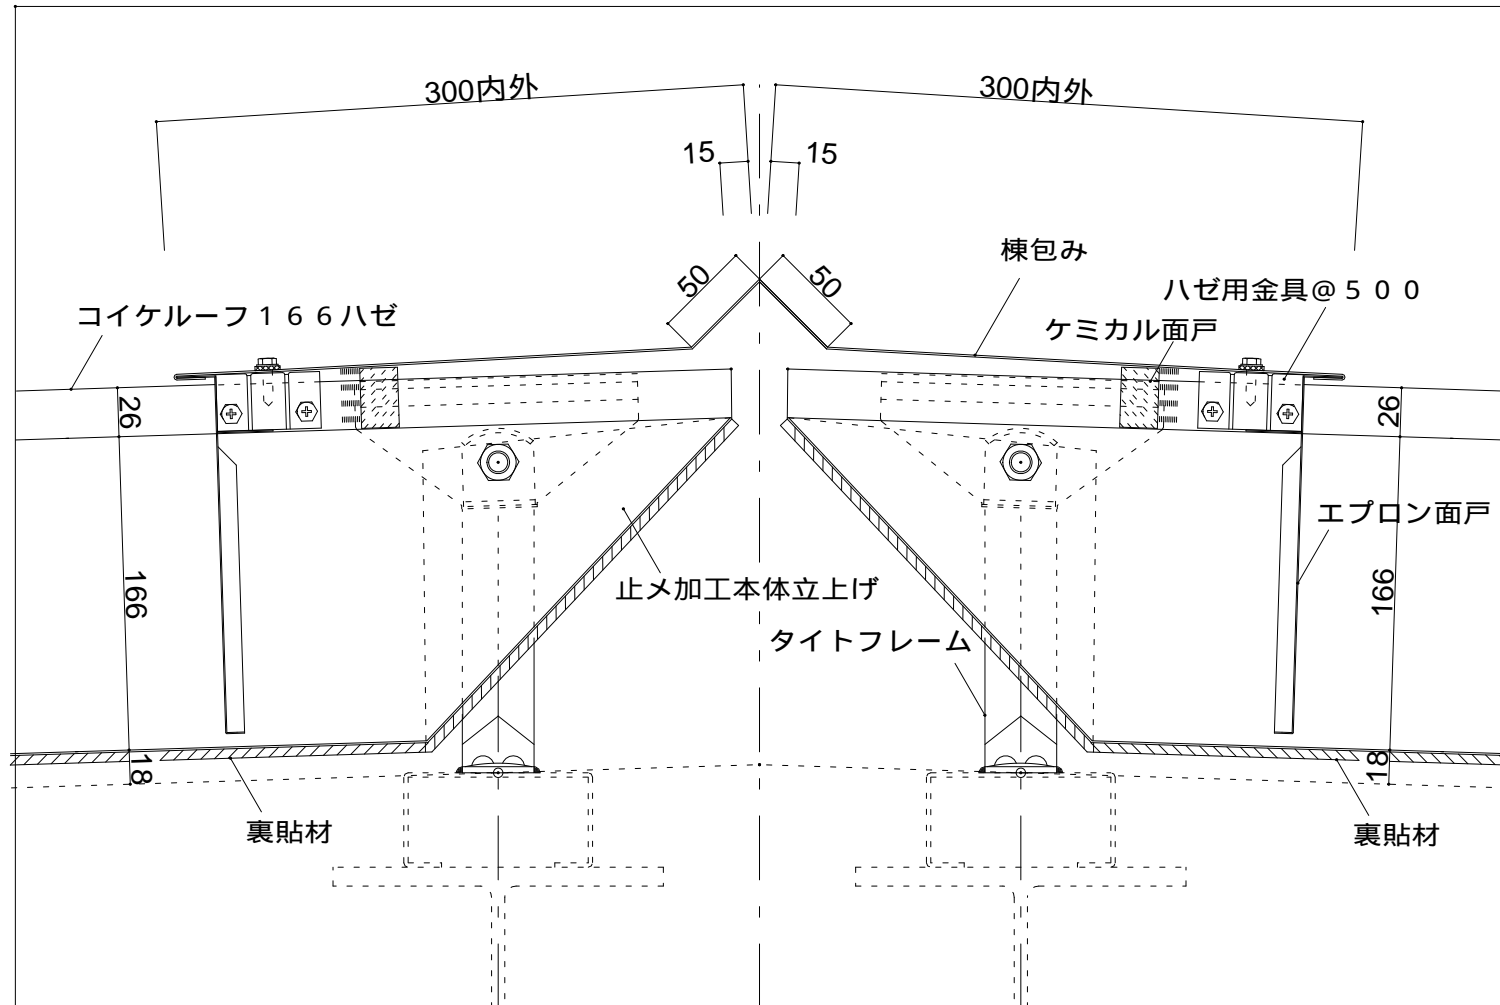 300内外
300内外
15
15
50
50
棟包み
ハゼ用金具@５００
コイケルーフ１６６ハゼ
ケミカル面戸
26
26
エプロン面戸
166
166
止メ加工本体立上げ
タイトフレーム
18
18
裏貼材
裏貼材